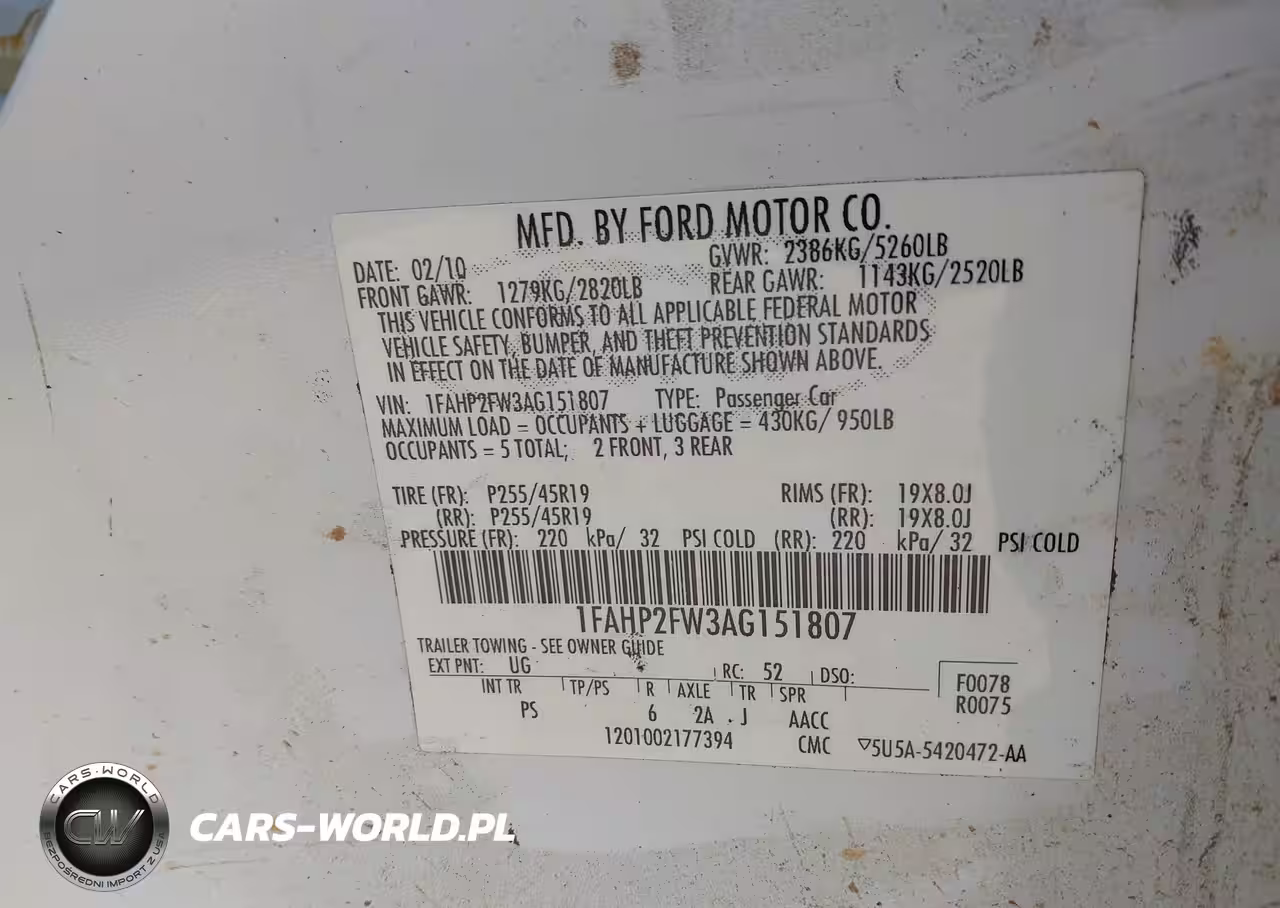 MFD. BY FORD MOTOR CO.
DATE: 02/10 GVWR: 2386KG/5260LB
FRONT GAWR: 1279KG/2820LB REAR GAWR: 1143KG/2520LB
THIS VEHICLE CONFORMS TO ALL APPLICABLE FEDERAL MOTOR
VEHICLE SAFETY, BUMPER, AND THEFT PREVENTION STANDARDS
IN EFFECT ON THE DATE OF MANUFACTURE SHOWN ABOVE.
VIN: 1FAHP2FW3AG151807 TYPE: Passenger Car
MAXIMUM LOAD = OCCUPANTS + LUGGAGE = 430KG/ 950LB
OCCUPANTS = 5 TOTAL; 2 FRONT, 3 REAR
TIRE (FR): P255/45R19 RIMS (FR): 19X8.0J
(RR): P255/45R19 (RR): 19X8.0J
PRESSURE (FR): 220 kPa/ 32 PSI COLD (RR): 220 kPa/ 32 PSI COLD
1FAHP2FW3AG151807
TRAILER TOWING - SEE OWNER GUIDE
EXT PNT: UG RC: 52 DSO:
INT TR TP/PS R AXLE TR SPR
F0078
R0075
PS 6 2A . J AACC
1201002177394 CMC ▽5U5A-5420472-AA
CARS-WORLD
CW
BEZPOŚREDNI IMPORT Z USA
CARS-WORLD.PL